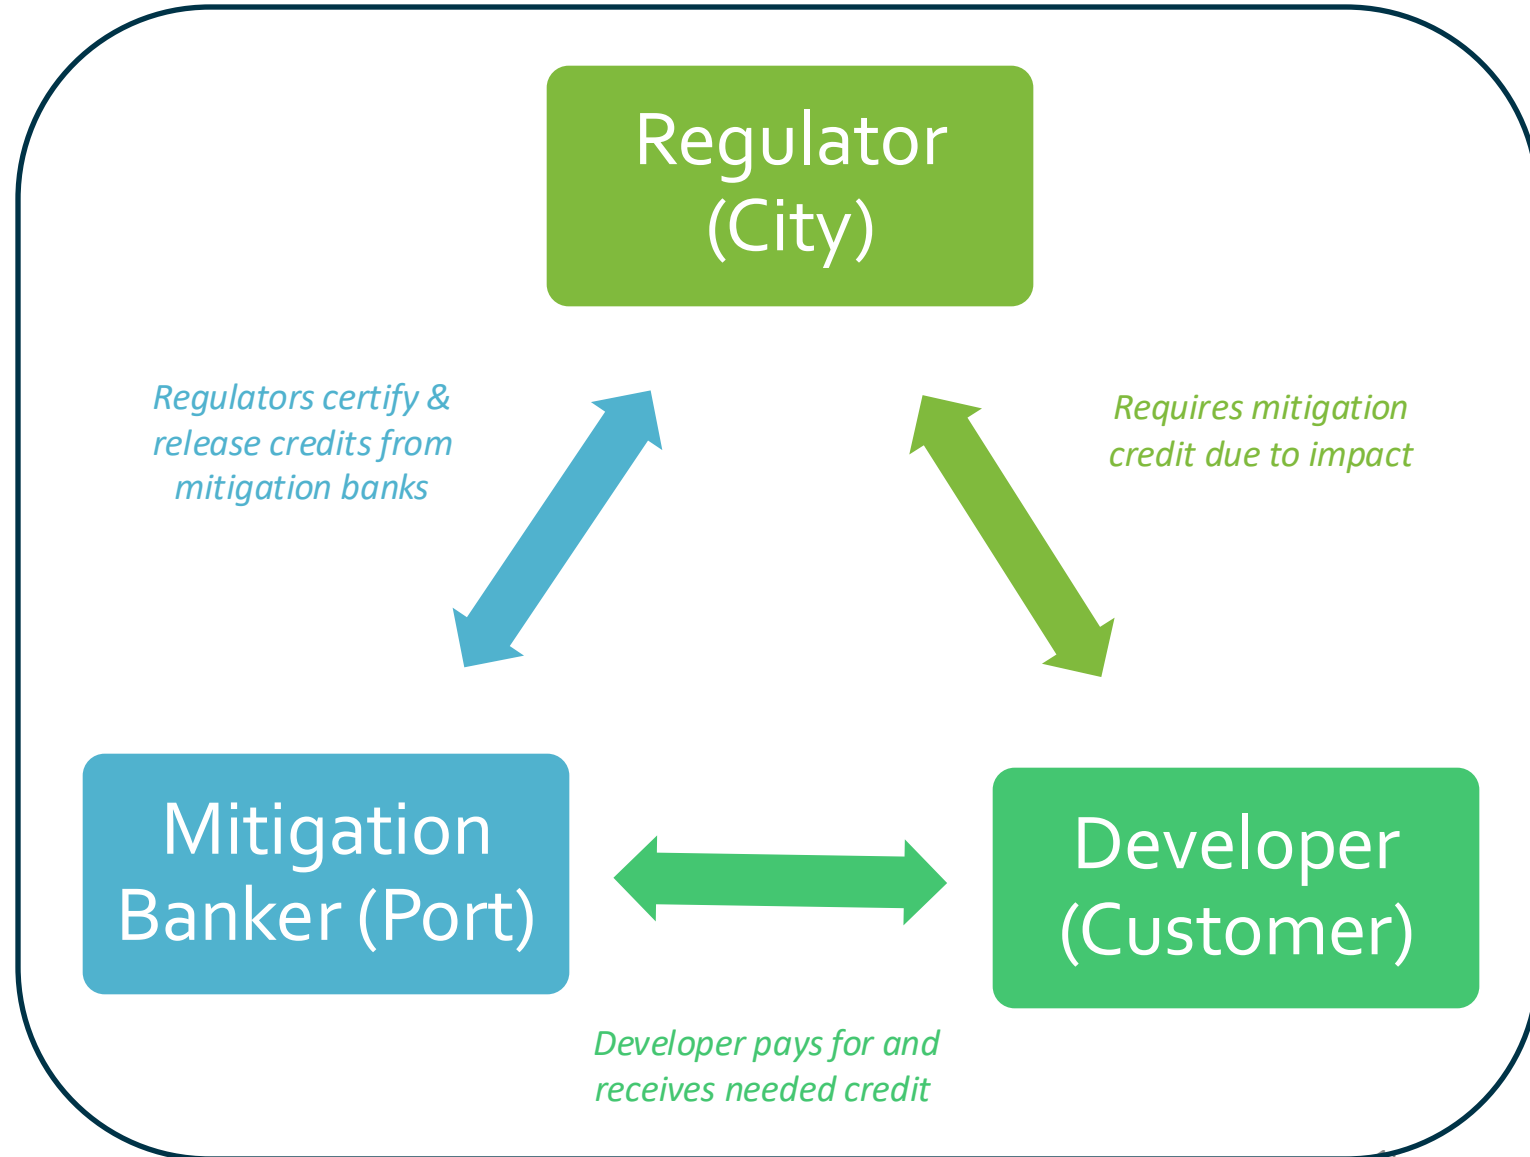 Regulator
(City)
Regulators certify &
release credits from
mitigation banks
Requires mitigation
credit due to impact
Mitigation
Banker (Port)
Developer
(Customer)
Developer pays for and
receives needed credit